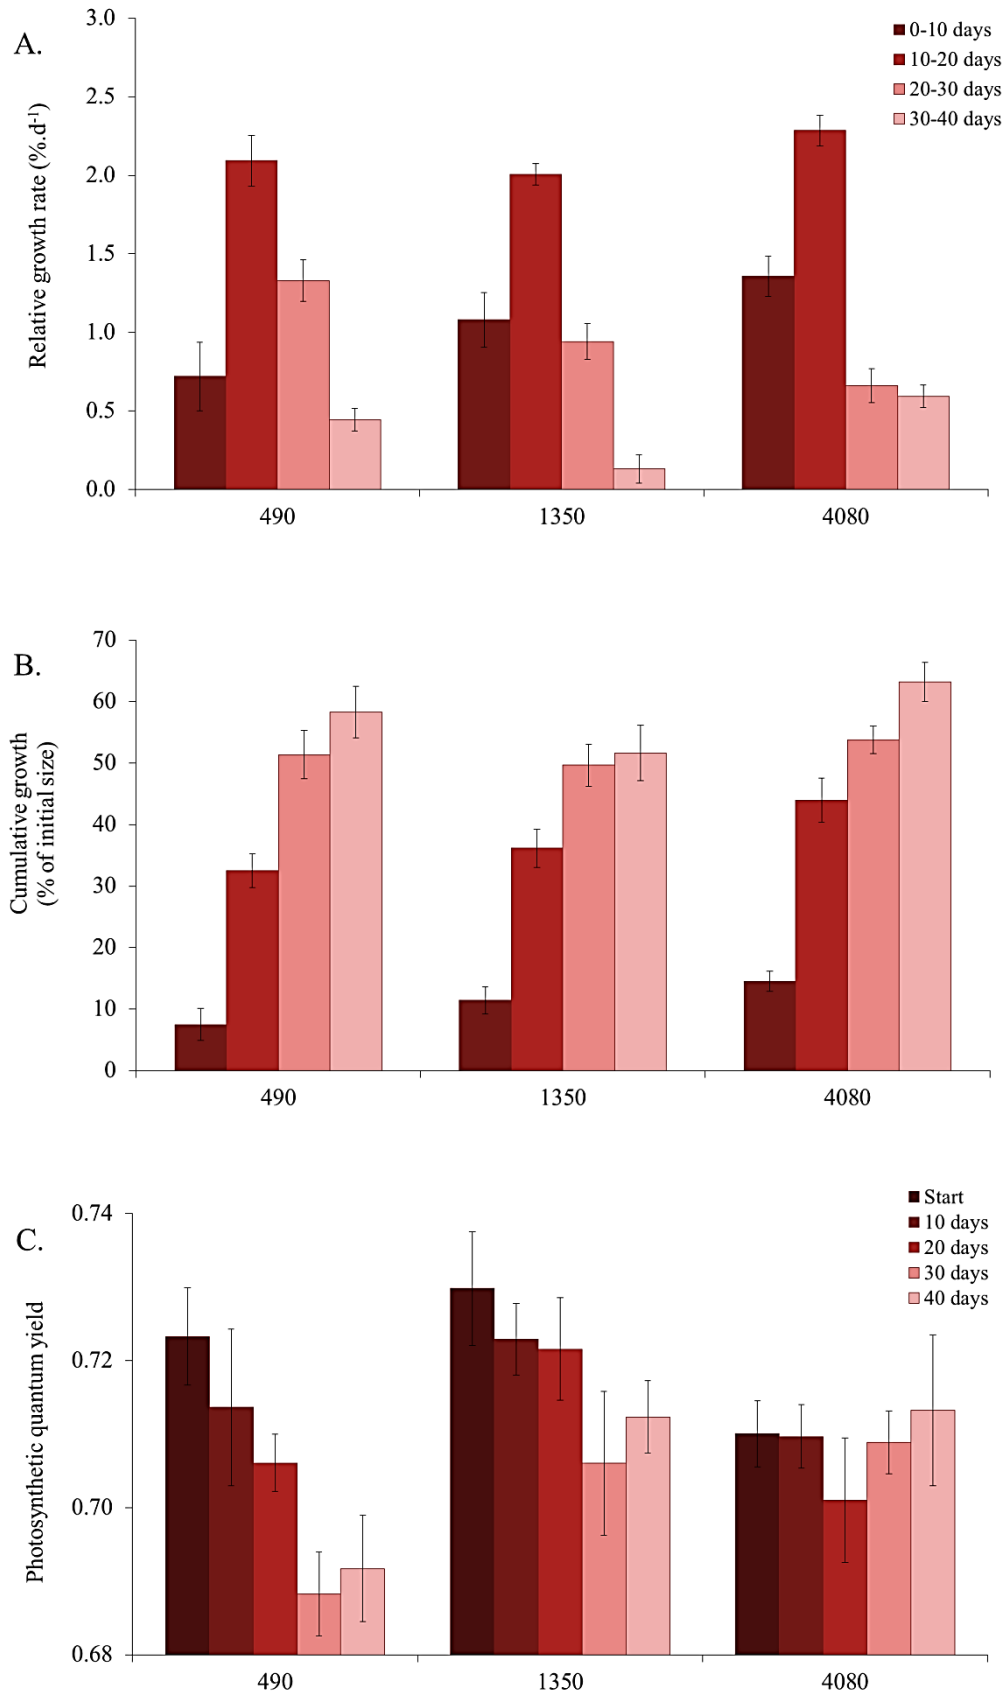 A.
Relative growth rate (%.d-1)
3.0
2.5
2.0
1.5
1.0
0.5
0.0
0-10 days
10-20 days
20-30 days
30-40 days
490
1350
4080
B.
Cumulative growth
(% of initial size)
70
60
50
40
30
20
10
0
490
1350
4080
C.
Photosynthetic quantum yield
0.74
0.72
0.70
0.68
Start
10 days
20 days
30 days
40 days
490
1350
4080